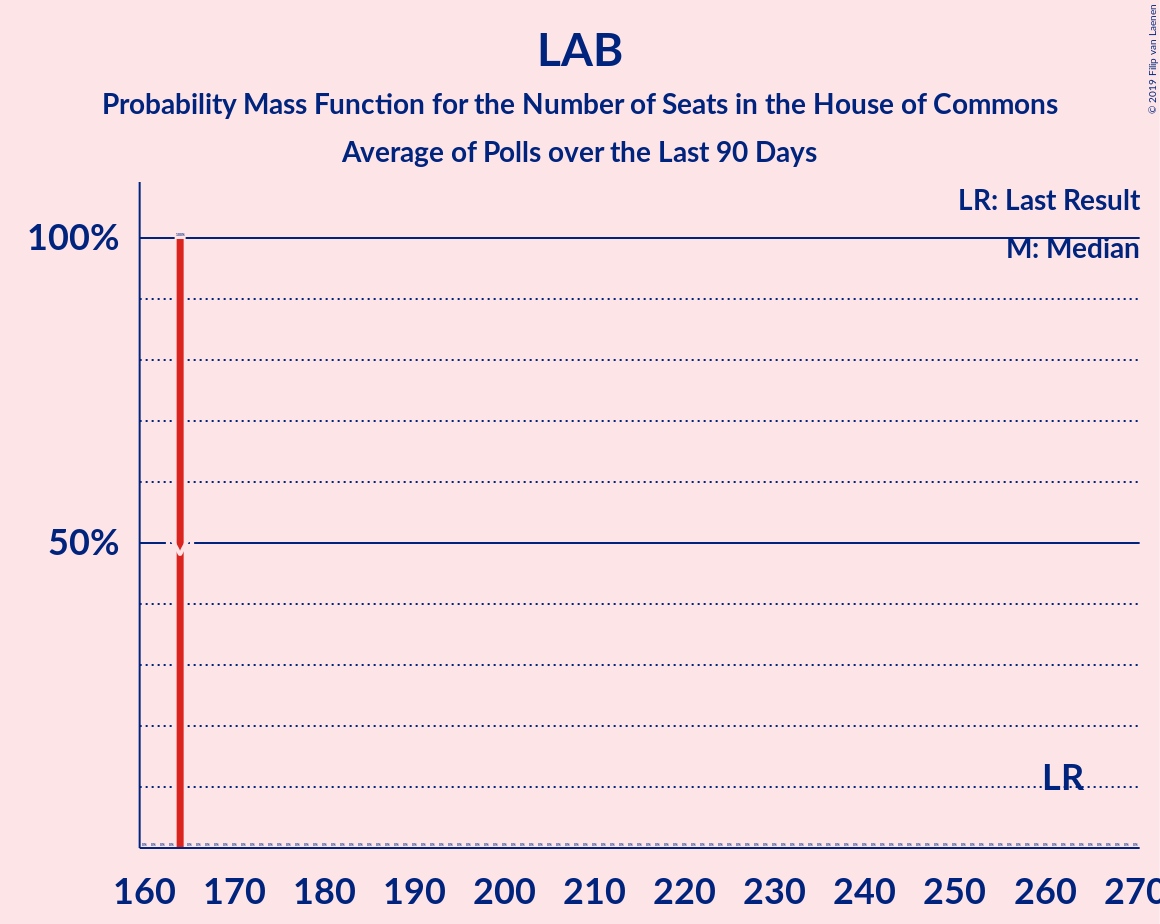 LAB
Probability Mass Function for the Number of Seats in the House of Commons
Average of Polls over the Last 90 Days
© 2019 Filip van Laenen
LR: Last Result
M: Median
100%
50%
LR
160 170 180 190 200 210 220 230 240 250 260 270